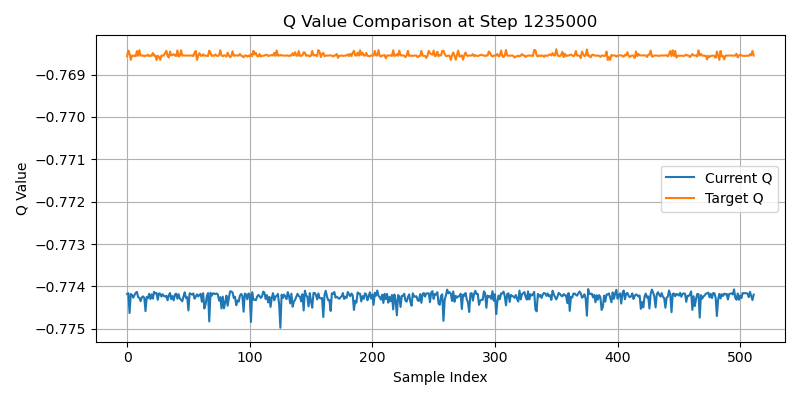 Q Value Comparison at Step 1235000
−0.769
−0.770
−0.771
−0.772
−0.773
−0.774
−0.775
Q Value
Current Q
Target Q
0
100
200
300
400
500
Sample Index